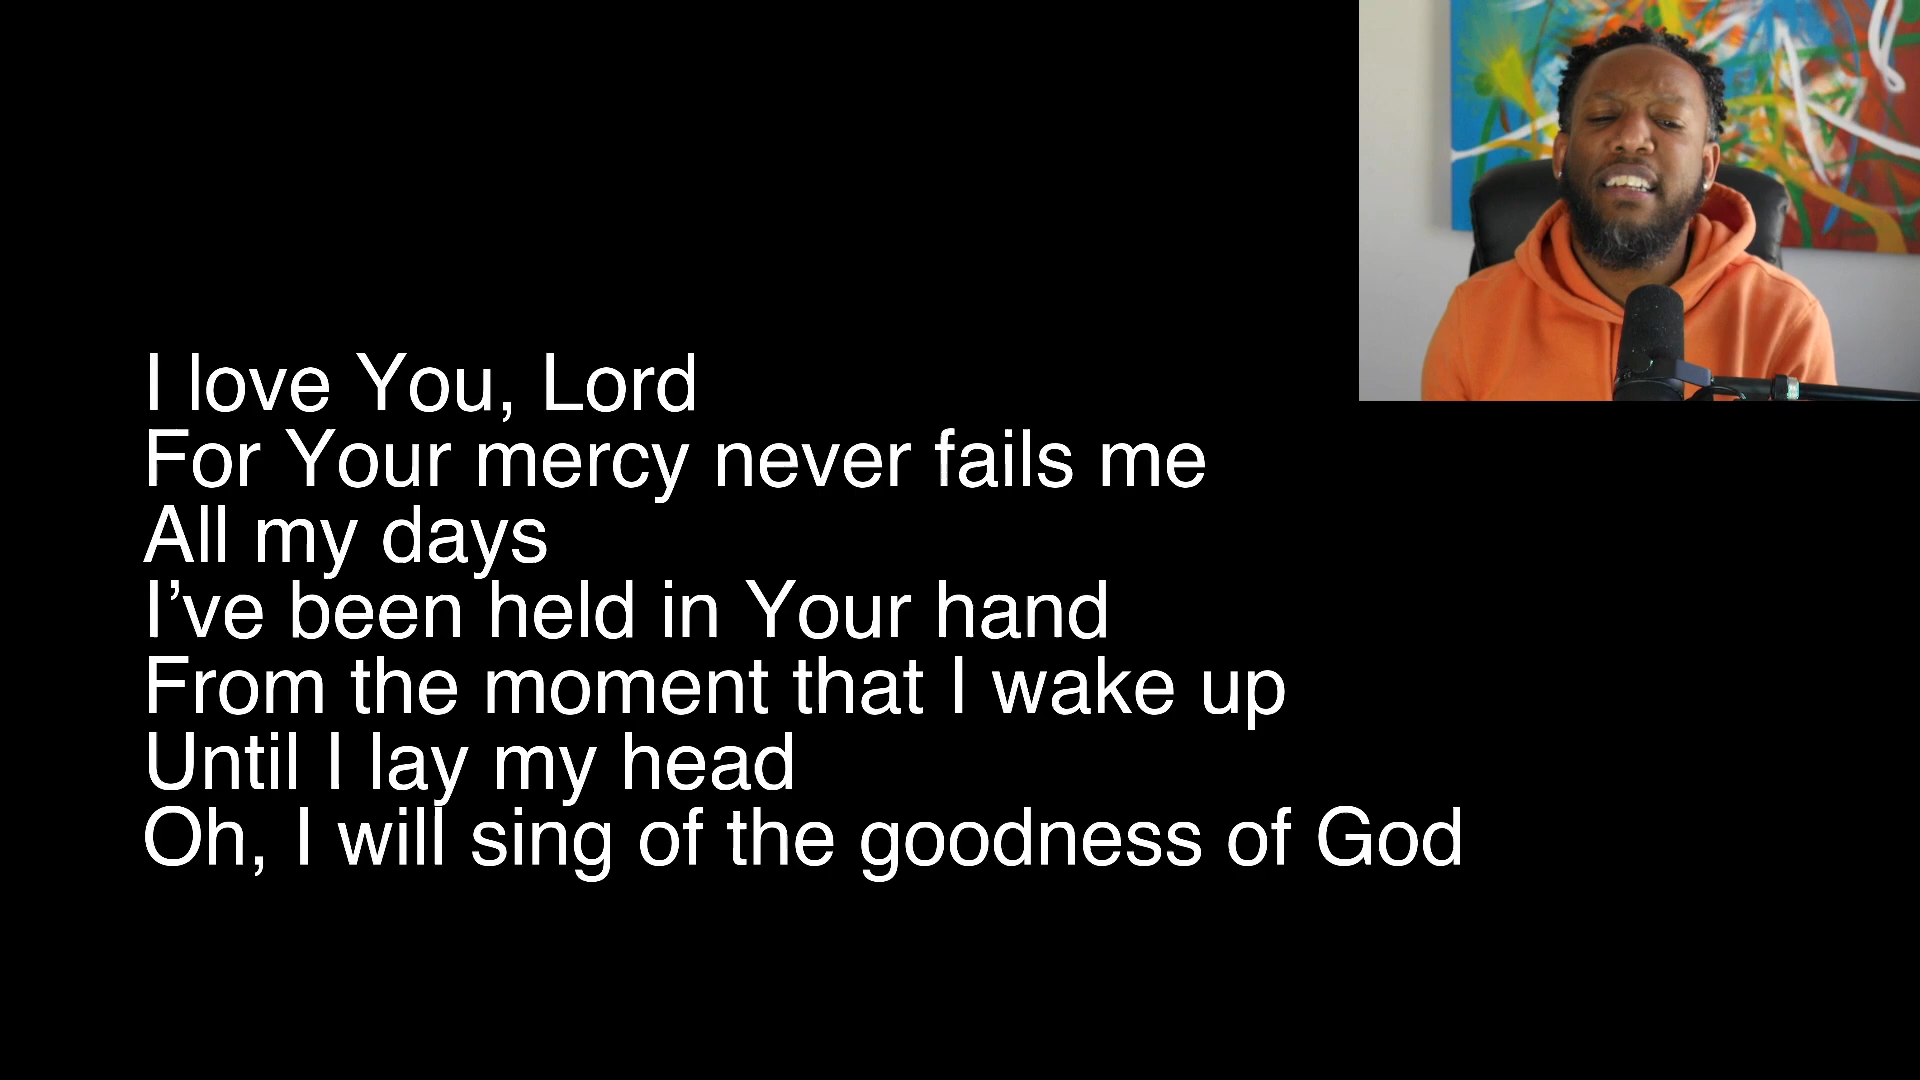 I love You, Lord
For Your mercy never fails me
All my days
I’ve been held in Your hand
From the moment that I wake up
Until I lay my head
Oh, I will sing of the goodness of God